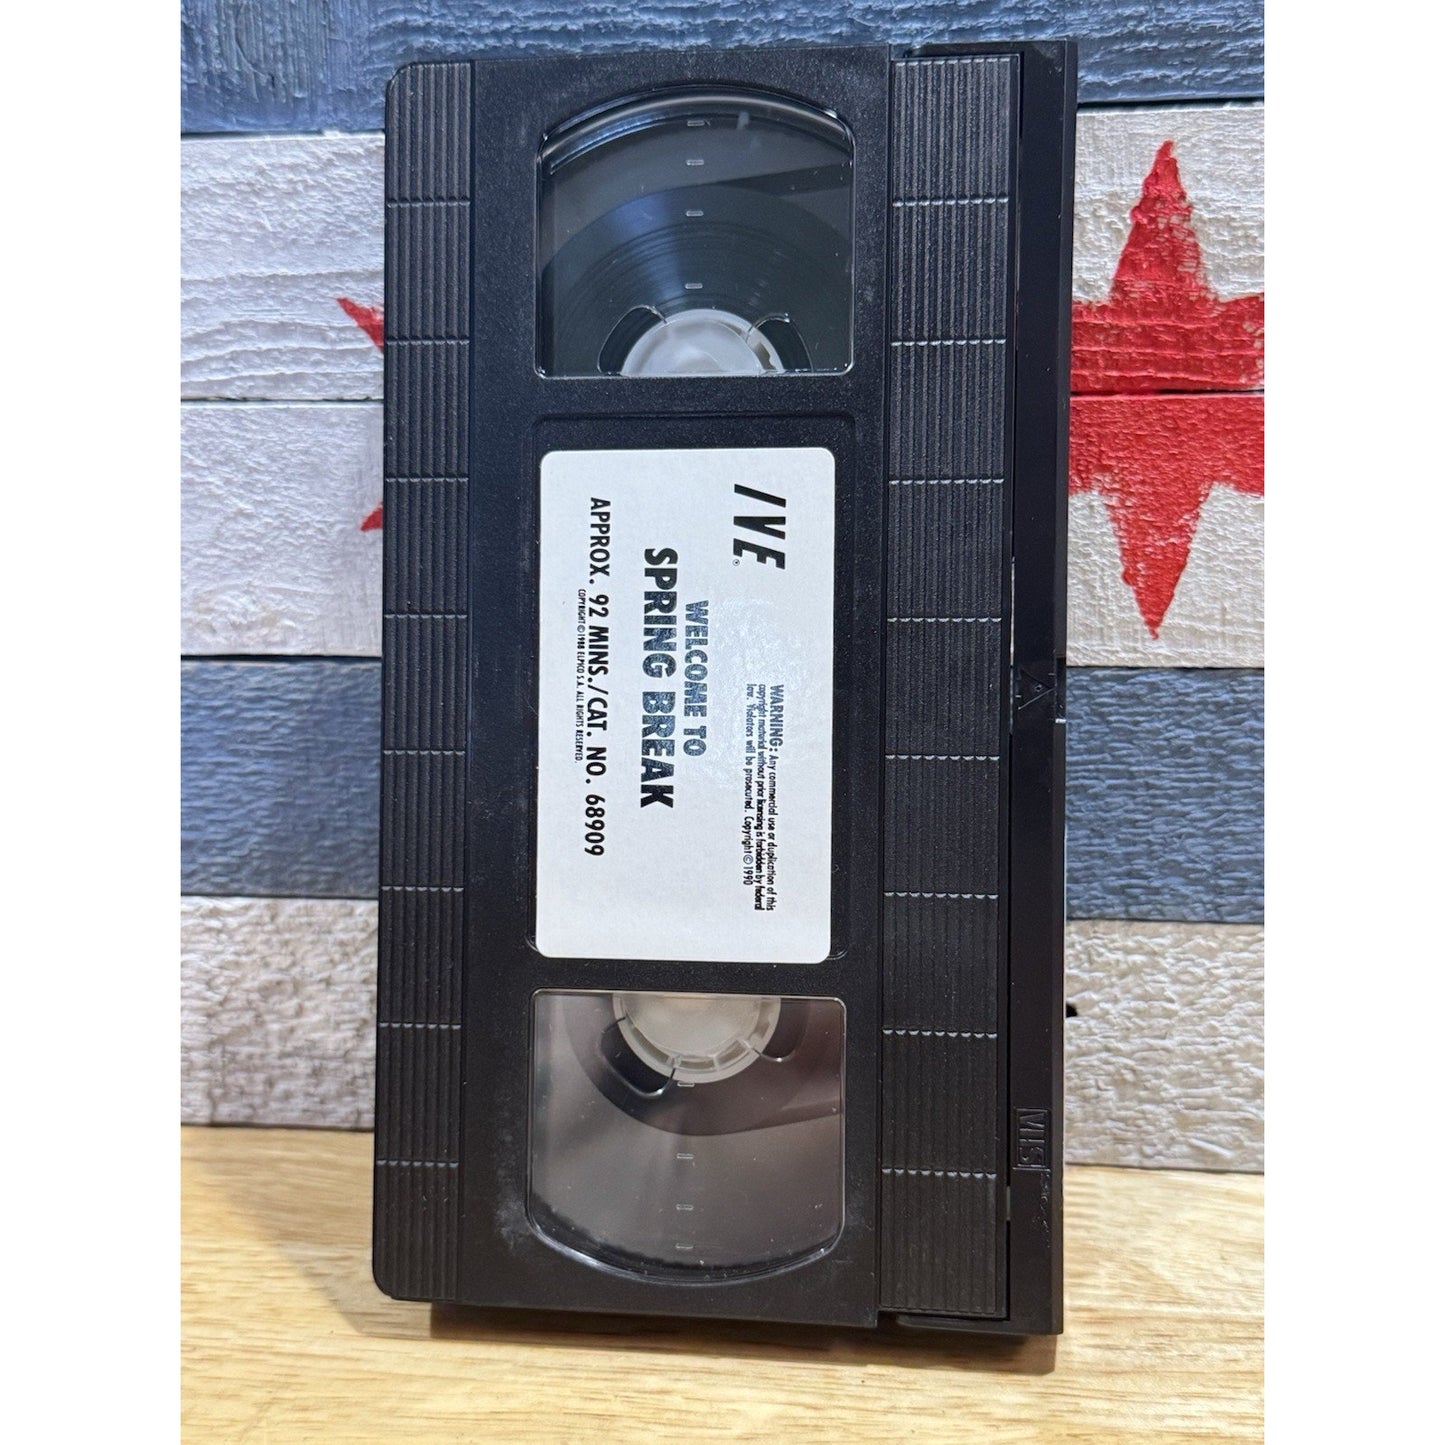 IVE®
WARNING: Any commercial use or duplication of this
copyright material without prior licensing is forbidden by federal
law. Violators will be prosecuted. Copyright © 1990
WELCOME TO
SPRING BREAK
APPROX. 92 MINS./CAT. NO. 68909
COPYRIGHT © 1988 ELPICO S.A. ALL RIGHTS RESERVED.